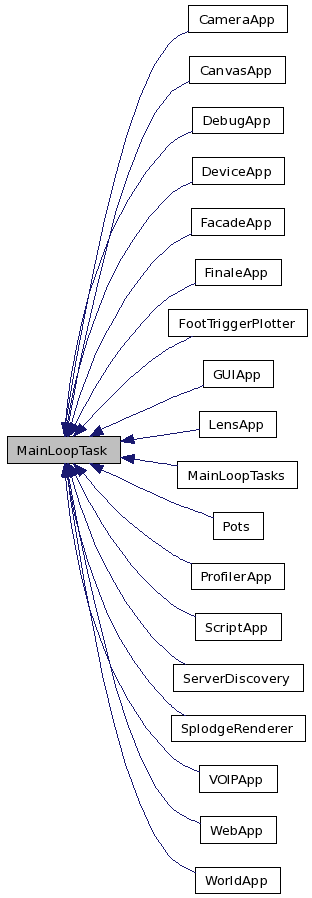 CameraApp
CanvasApp
DebugApp
DeviceApp
FacadeApp
FinaleApp
FootTriggerPlotter
GUIApp
LensApp
MainLoopTask
MainLoopTasks
Pots
ProfilerApp
ScriptApp
ServerDiscovery
SplodgeRenderer
VOIPApp
WebApp
WorldApp